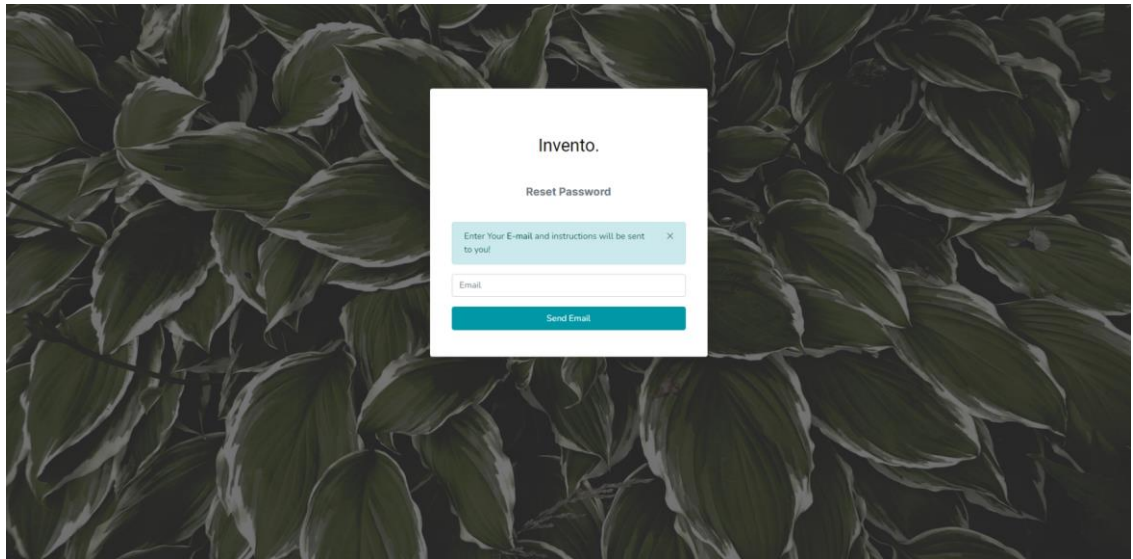 Invento.
Reset Password
Enter Your E-mail and instructions will be sent
to you!
Email
Send Email